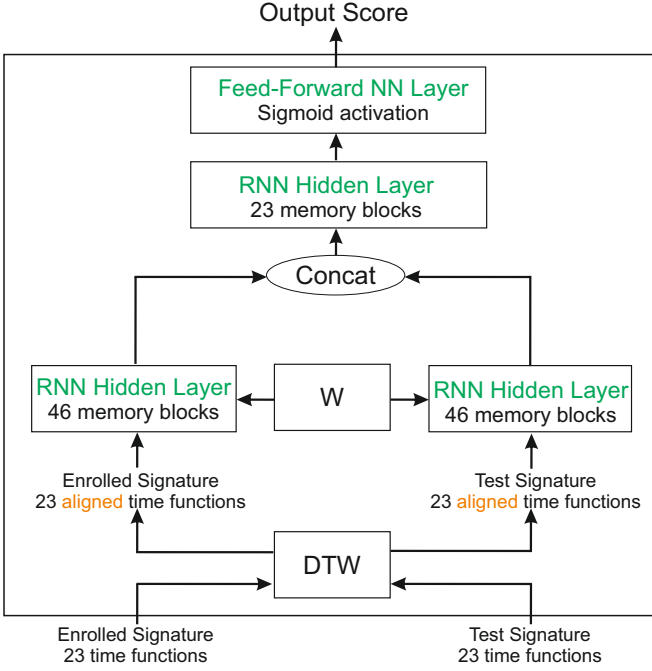 Output Score
Feed-Forward NN Layer
Sigmoid activation
RNN Hidden Layer
23 memory blocks
Concat
RNN Hidden Layer
46 memory blocks
W
RNN Hidden Layer
46 memory blocks
Enrolled Signature
23 aligned time functions
Test Signature
23 aligned time functions
DTW
Enrolled Signature
23 time functions
Test Signature
23 time functions